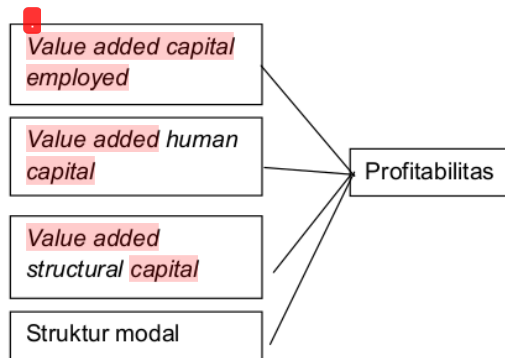 Value added capital
employed
Value added human
capital
Profitabilitas
Value added
structural capital
Struktur modal